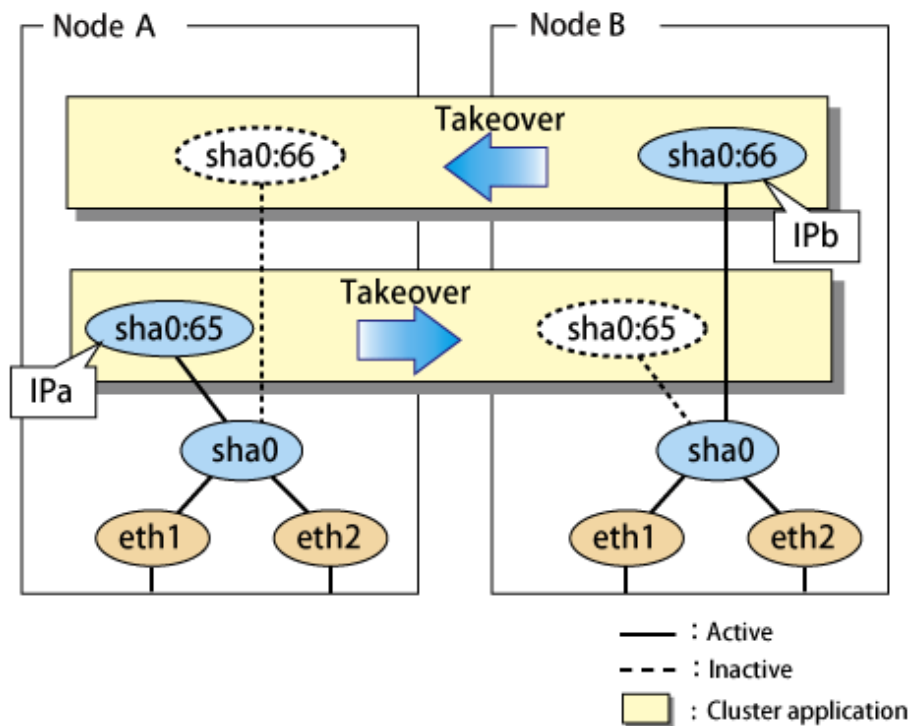 Node A
Node B
Takeover
sha0:66
sha0:66
IPb
Takeover
sha0:65
sha0:65
IPa
sha0
sha0
eth1
eth2
eth1
eth2
: Active
: Inactive
: Cluster application